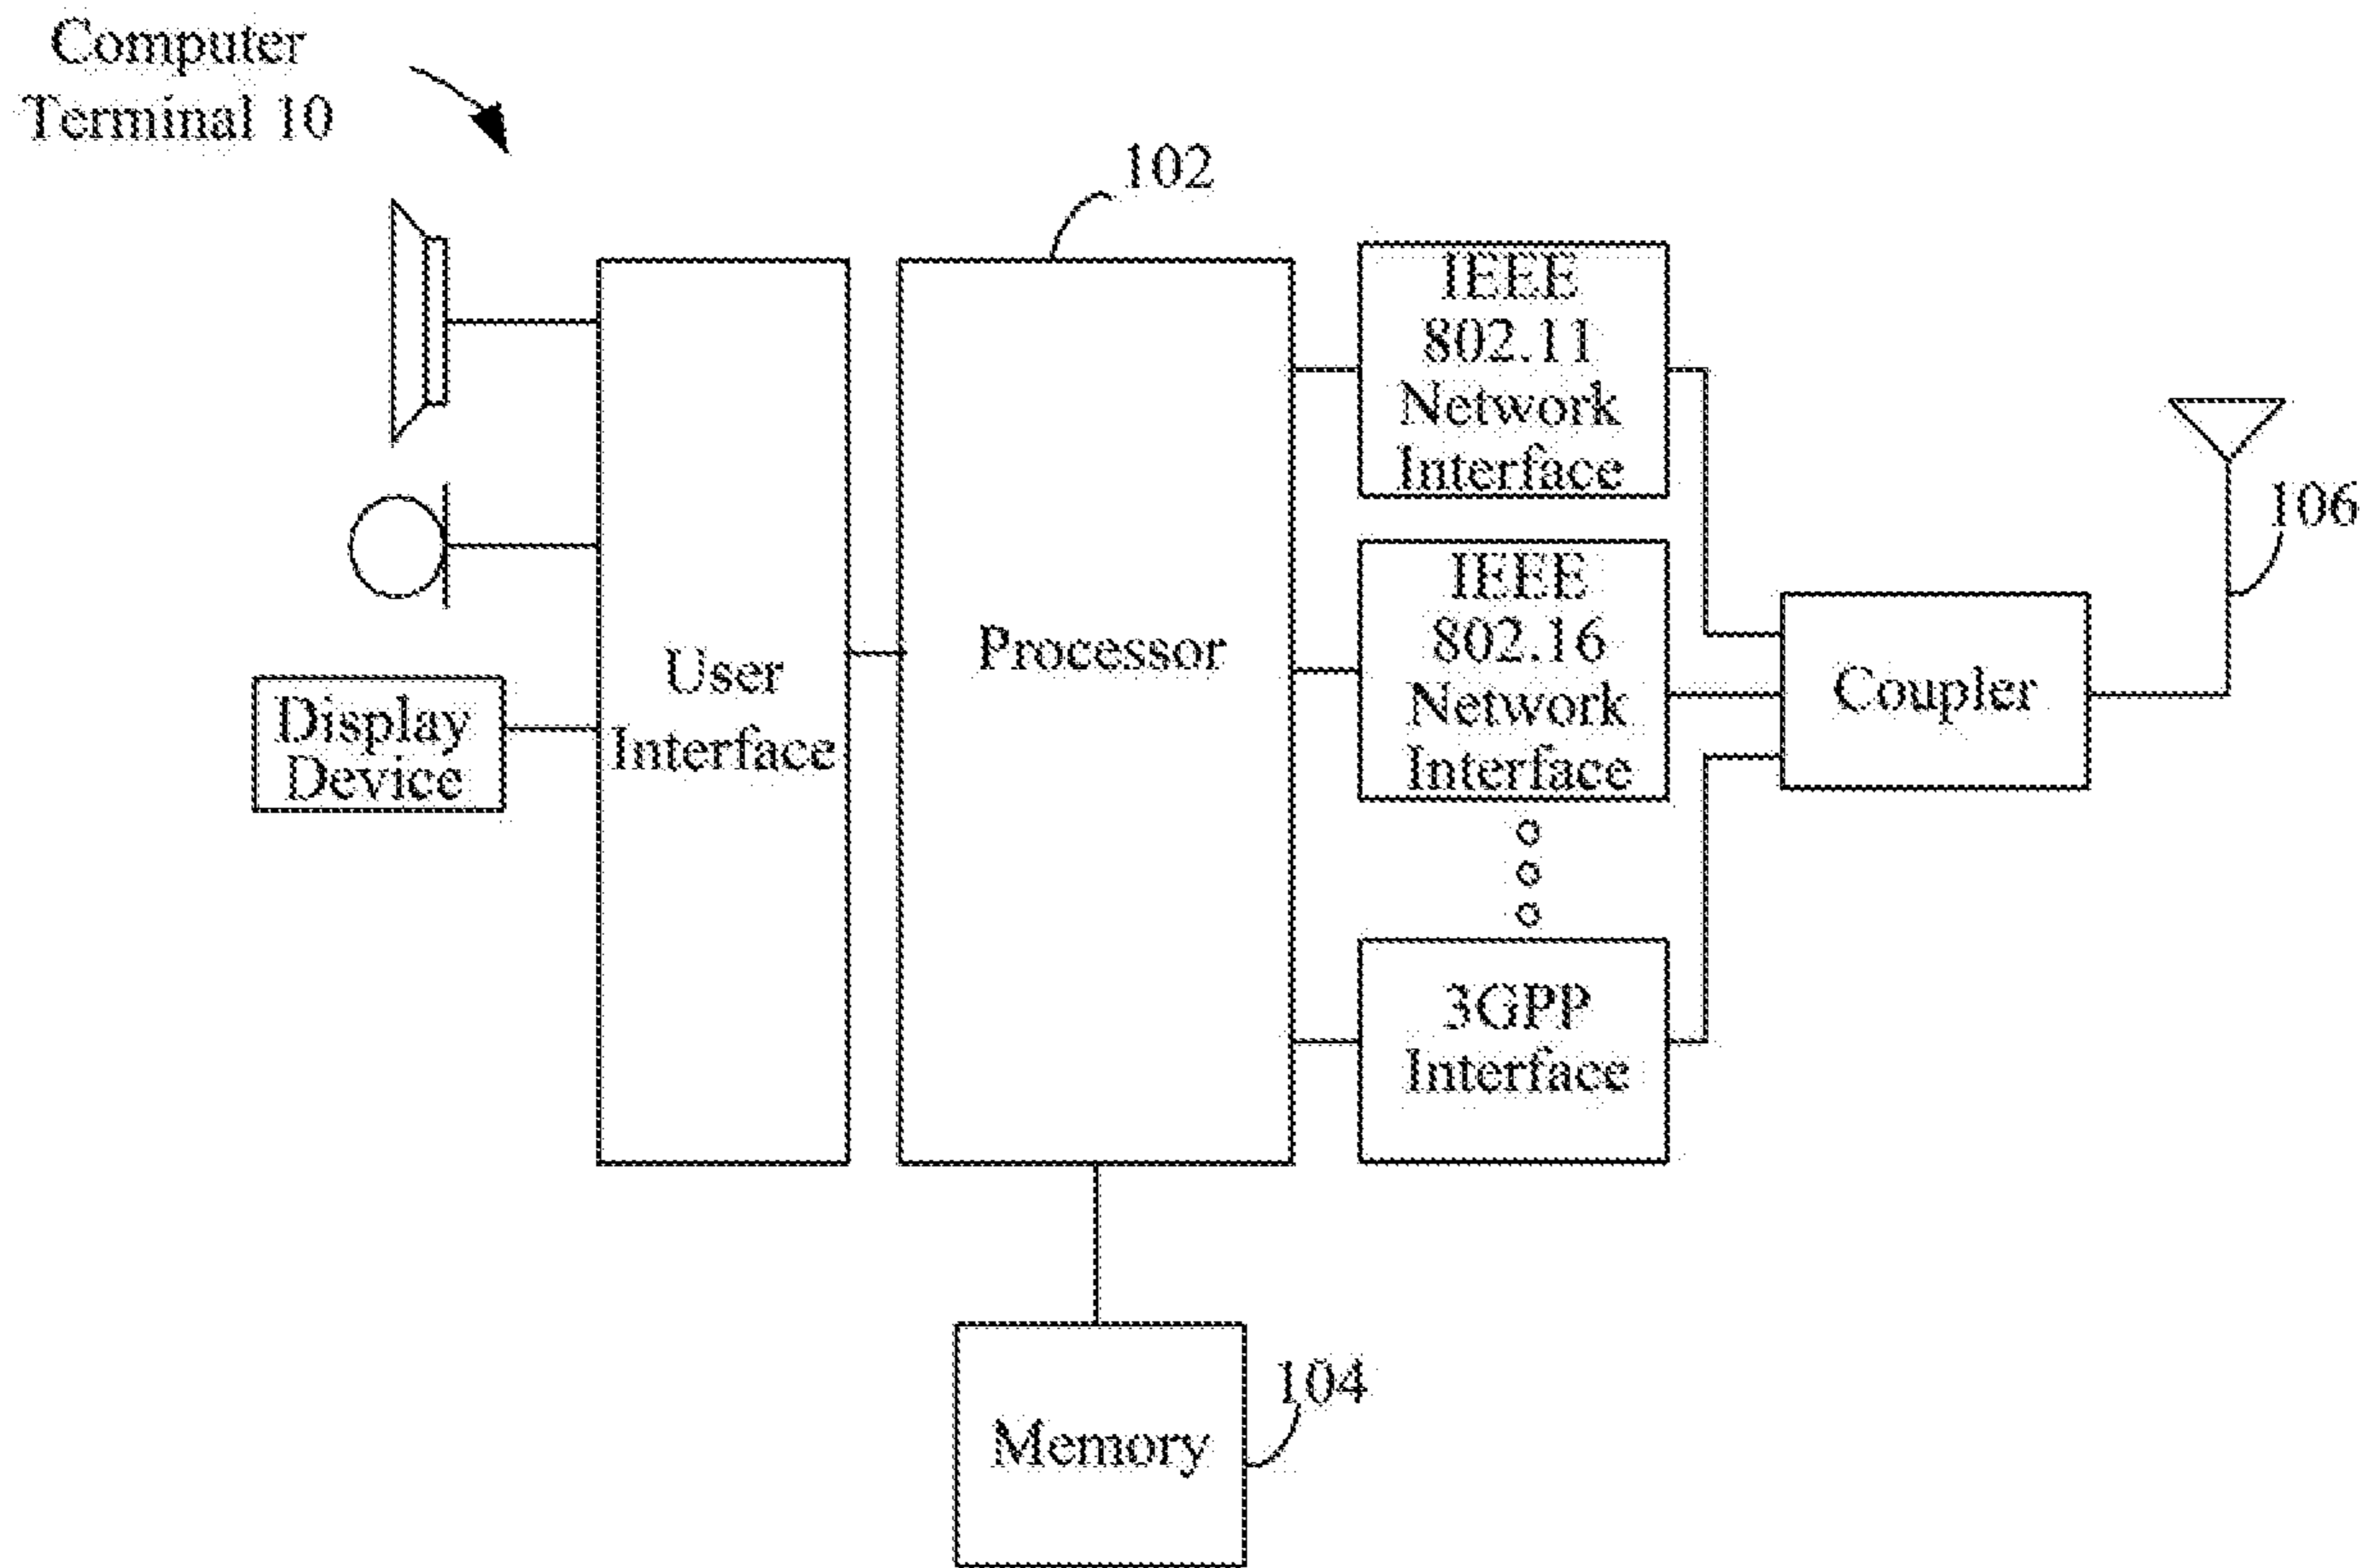 Computer
Terminal 10
102
IEEE
802.11
Network
Interface
106
IEEE
802.16
Network
Interface
Processor
User
Interface
Coupler
Display
Device
3GPP
Interface
104
Memory